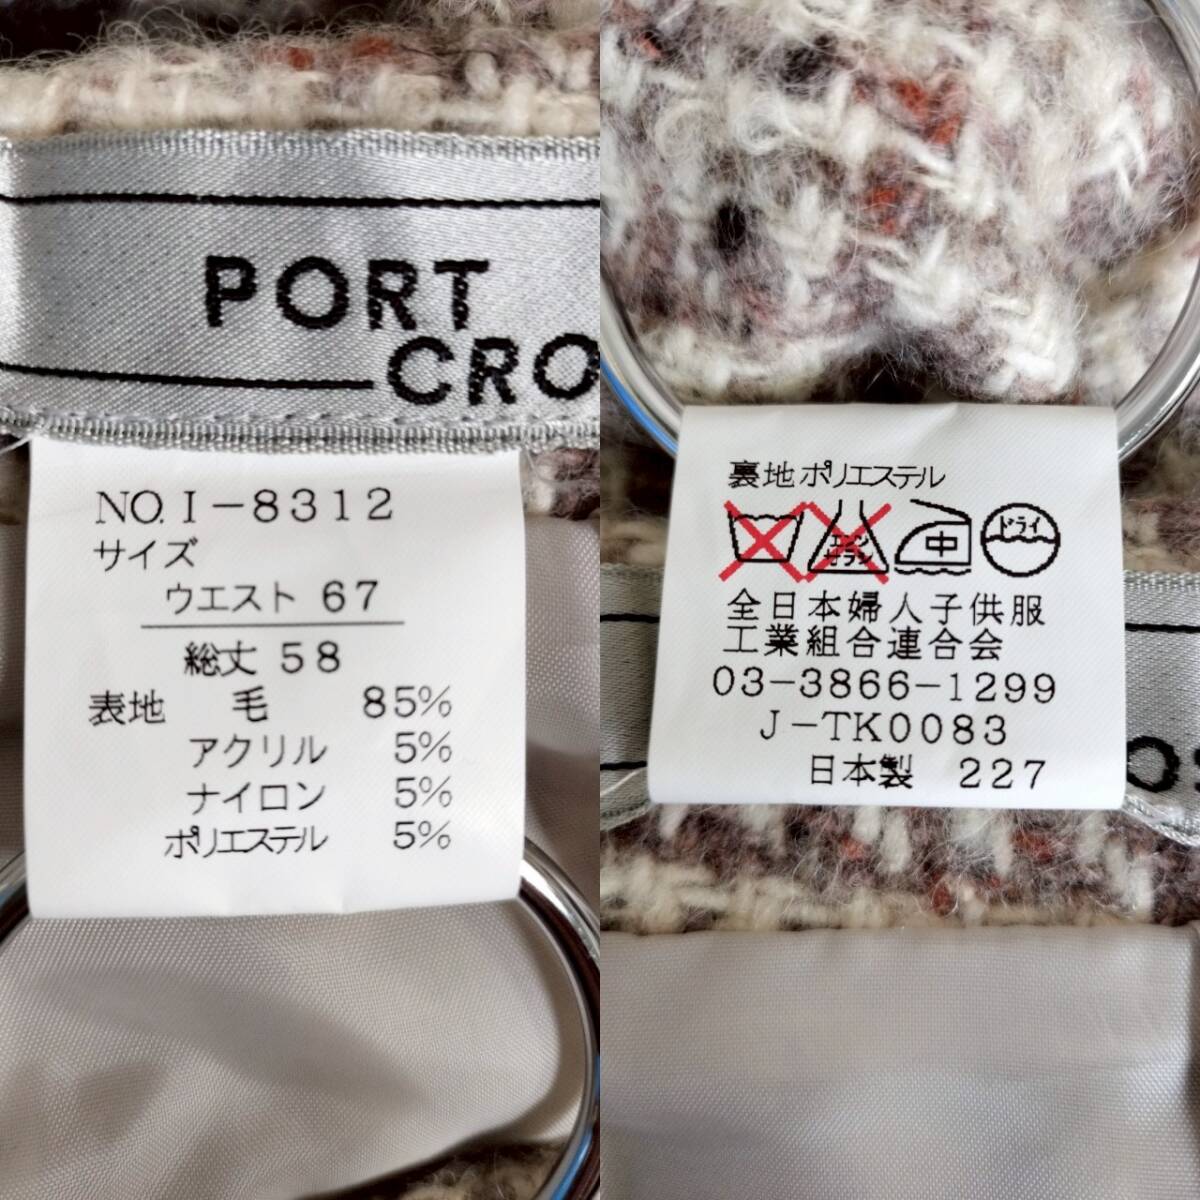 PORT
CRO
NO. I-8312
サイズ
ウエスト 67
総丈 58
表地 毛 85%
アクリル 5%
ナイロン 5%
ポリエステル 5%
裏地ポリエステル
エンソ サラシ 中 ドライ
全日本婦人子供服
工業組合連合会
03-3866-1299
J-TK0083
日本製 227
OS